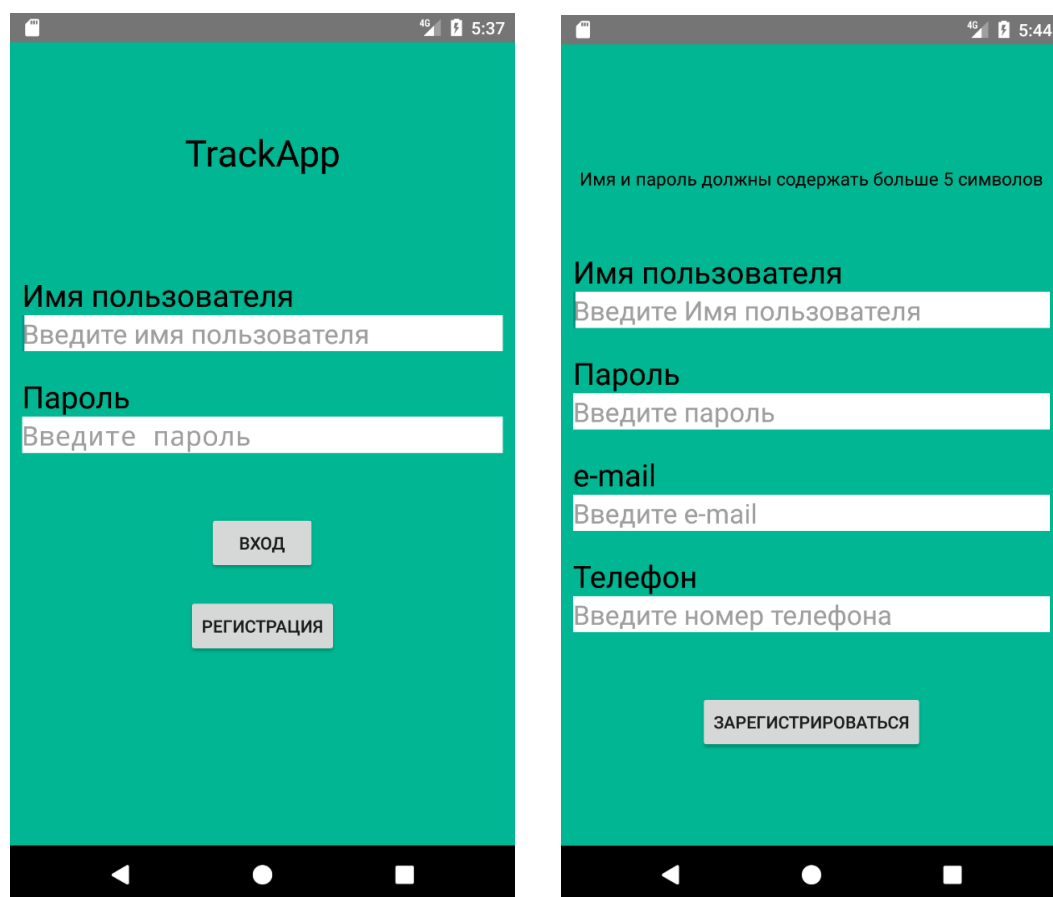 4G 5:37
TrackApp
Имя пользователя
Введите имя пользователя
Пароль
Введите пароль
ВХОД
РЕГИСТРАЦИЯ
4G 5:44
Имя и пароль должны содержать больше 5 символов
Имя пользователя
Введите Имя пользователя
Пароль
Введите пароль
e-mail
Введите e-mail
Телефон
Введите номер телефона
ЗАРЕГИСТРИРОВАТЬСЯ